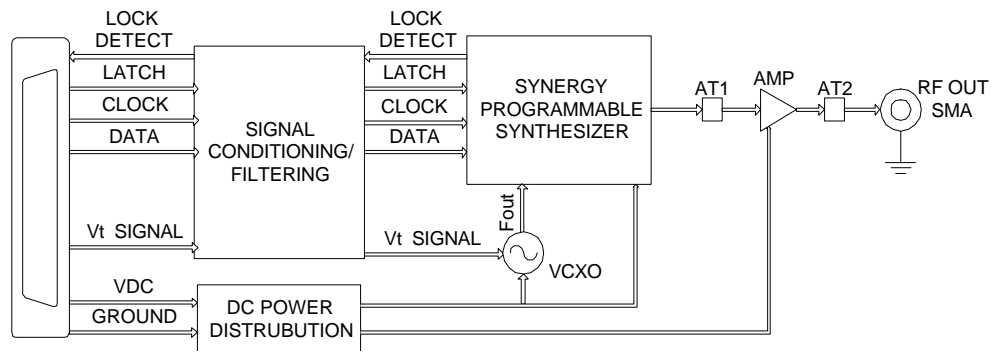 LOCK
DETECT
LATCH
CLOCK
DATA
Vt SIGNAL
VDC
GROUND
SIGNAL
CONDITIONING/
FILTERING
DC POWER
DISTRUBUTION
LOCK
DETECT
LATCH
CLOCK
DATA
Vt SIGNAL
SYNERGY
PROGRAMMABLE
SYNTHESIZER
Fout
VCXO
AT1
AMP
AT2
RF OUT
SMA